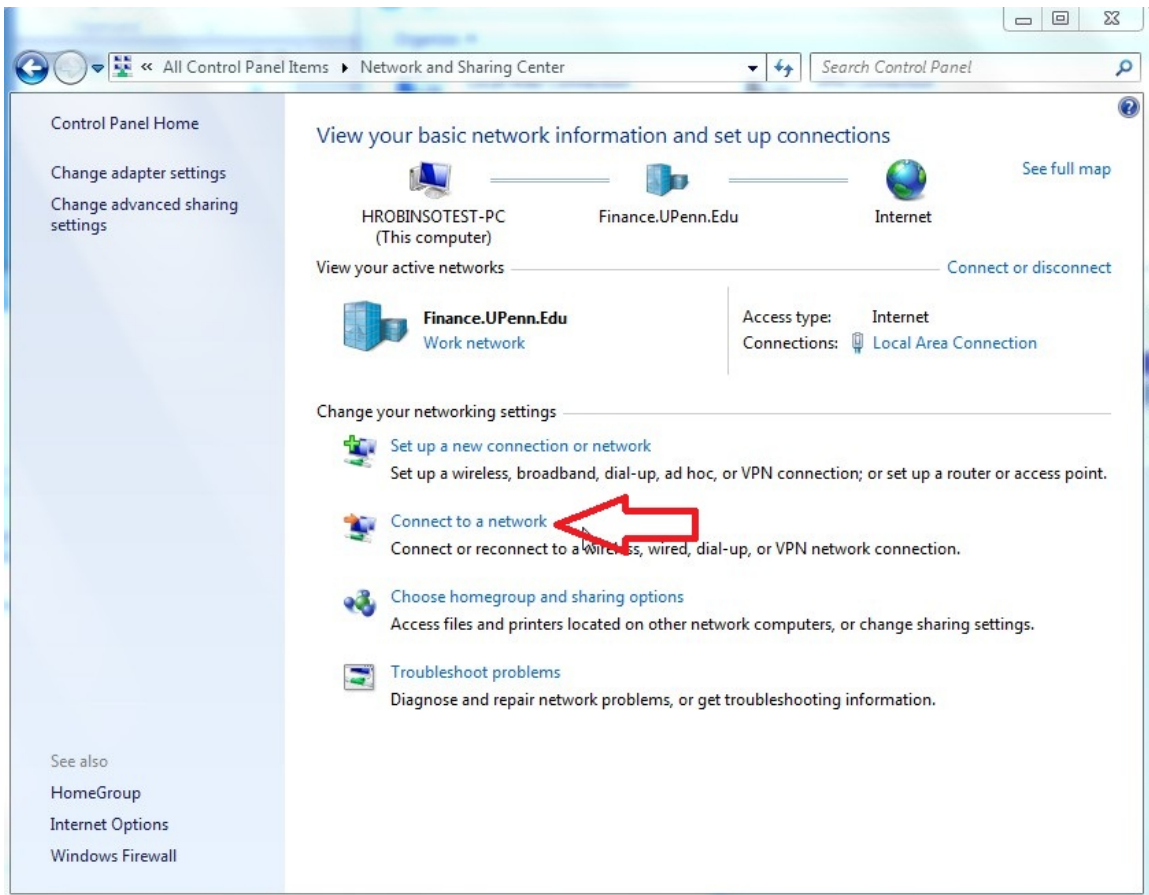 « All Control Panel Items ▸ Network and Sharing Center
Search Control Panel
Control Panel Home
Change adapter settings
Change advanced sharing
settings
See also
HomeGroup
Internet Options
Windows Firewall
View your basic network information and set up connections
See full map
HROBINSOTEST-PC
(This computer)
Finance.UPenn.Edu
Internet
View your active networks
Connect or disconnect
Finance.UPenn.Edu
Work network
Access type: Internet
Connections: Local Area Connection
Change your networking settings
Set up a new connection or network
Set up a wireless, broadband, dial-up, ad hoc, or VPN connection; or set up a router or access point.
Connect to a network
Connect or reconnect to a wireless, wired, dial-up, or VPN network connection.
Choose homegroup and sharing options
Access files and printers located on other network computers, or change sharing settings.
Troubleshoot problems
Diagnose and repair network problems, or get troubleshooting information.